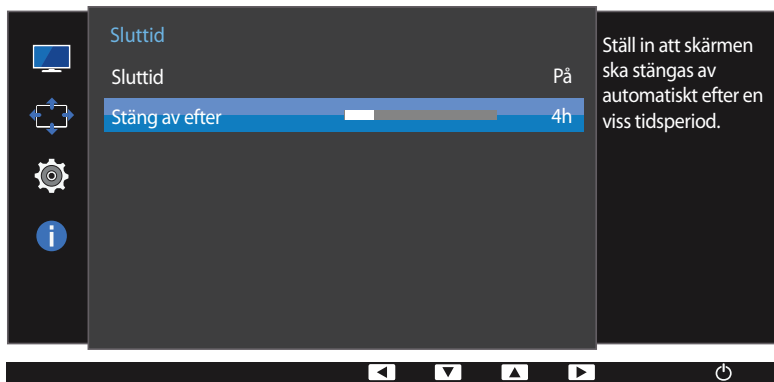 Sluttid
Sluttid På
Stäng av efter 4h
Ställ in att skärmen
ska stängas av
automatiskt efter en
viss tidsperiod.